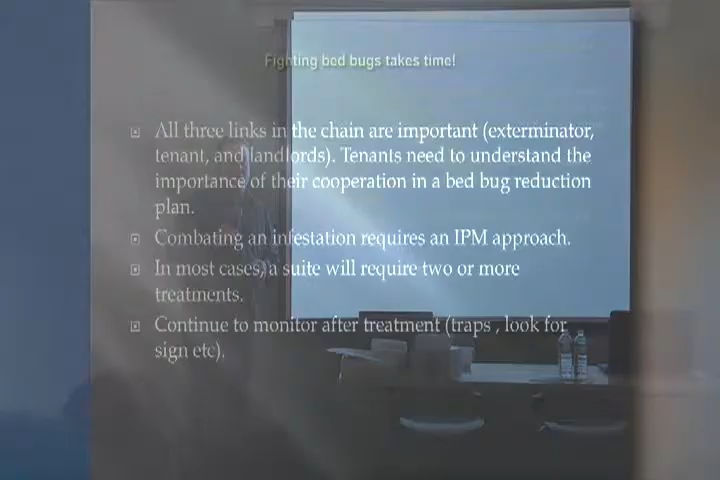 Fighting bed bugs takes time!
All three links in the chain are important (exterminator,
tenant, and landlords). Tenants need to understand the
importance of their cooperation in a bed bug reduction
plan.
Combating an infestation requires an IPM approach.
In most cases, a suite will require two or more
treatments.
Continue to monitor after treatment (traps , look for
sign etc).